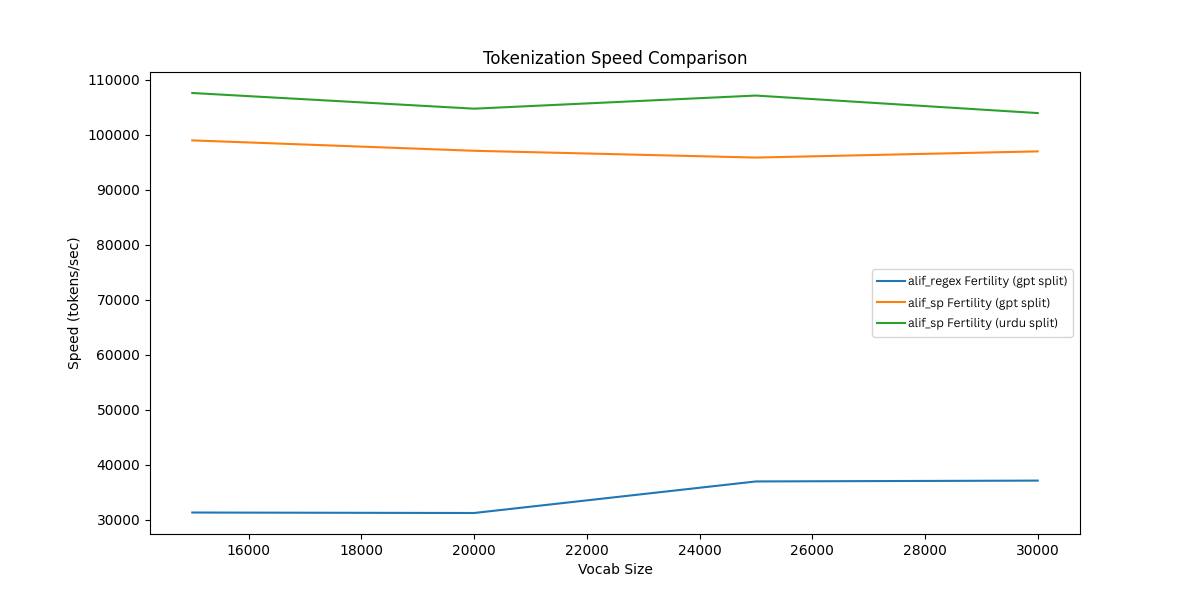 Tokenization Speed Comparison
110000
100000
90000
80000
70000
60000
50000
40000
30000
Speed (tokens/sec)
alif_regex Fertility (gpt split)
alif_sp Fertility (gpt split)
alif_sp Fertility (urdu split)
16000 18000 20000 22000 24000 26000 28000 30000
Vocab Size